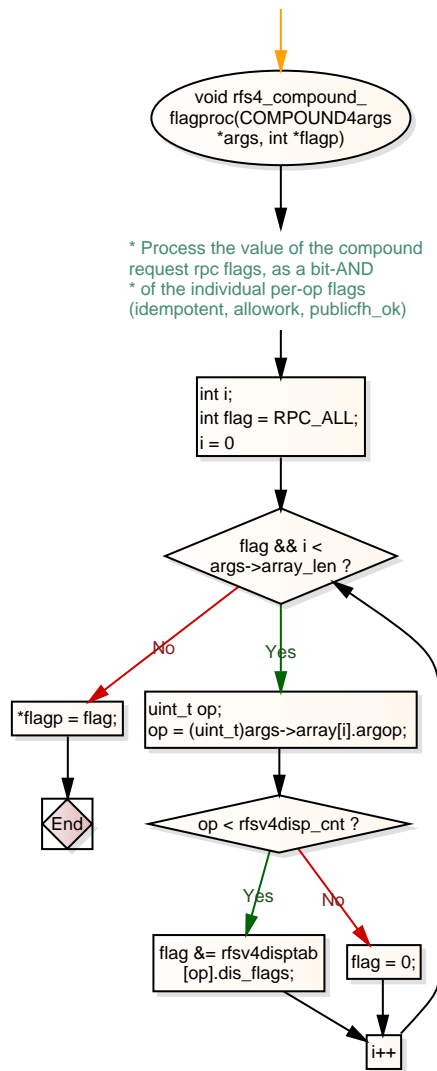 void rfs4_compound_
flagproc(COMPOUND4args
*args, int *flagp)
* Process the value of the compound
request rpc flags, as a bit-AND
* of the individual per-op flags
(idempotent, allowork, publicfh_ok)
int i;
int flag = RPC_ALL;
i = 0
flag && i <
args->array_len ?
No
Yes
*flagp = flag;
uint_t op;
op = (uint_t)args->array[i].argop;
End
op < rfsv4disp_cnt ?
Yes
No
flag &= rfsv4disptab
[op].dis_flags;
flag = 0;
i++